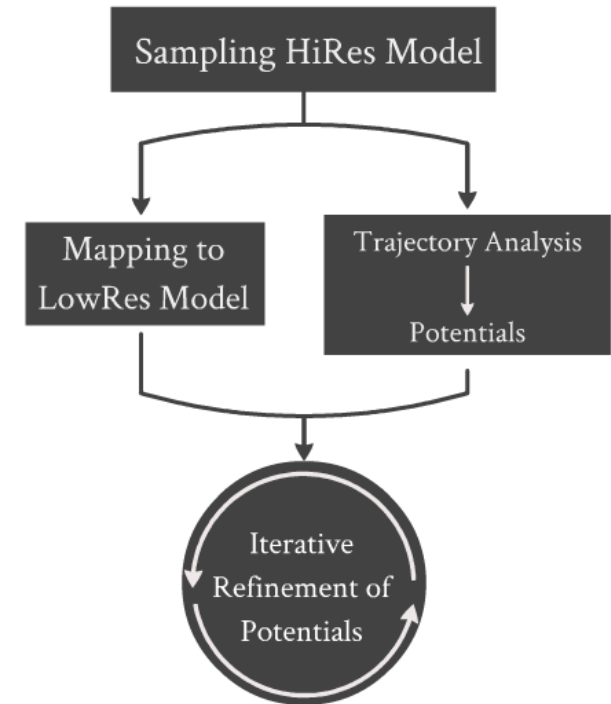 Sampling HiRes Model
Mapping to
LowRes Model
Trajectory Analysis
Potentials
Iterative
Refinement of
Potentials